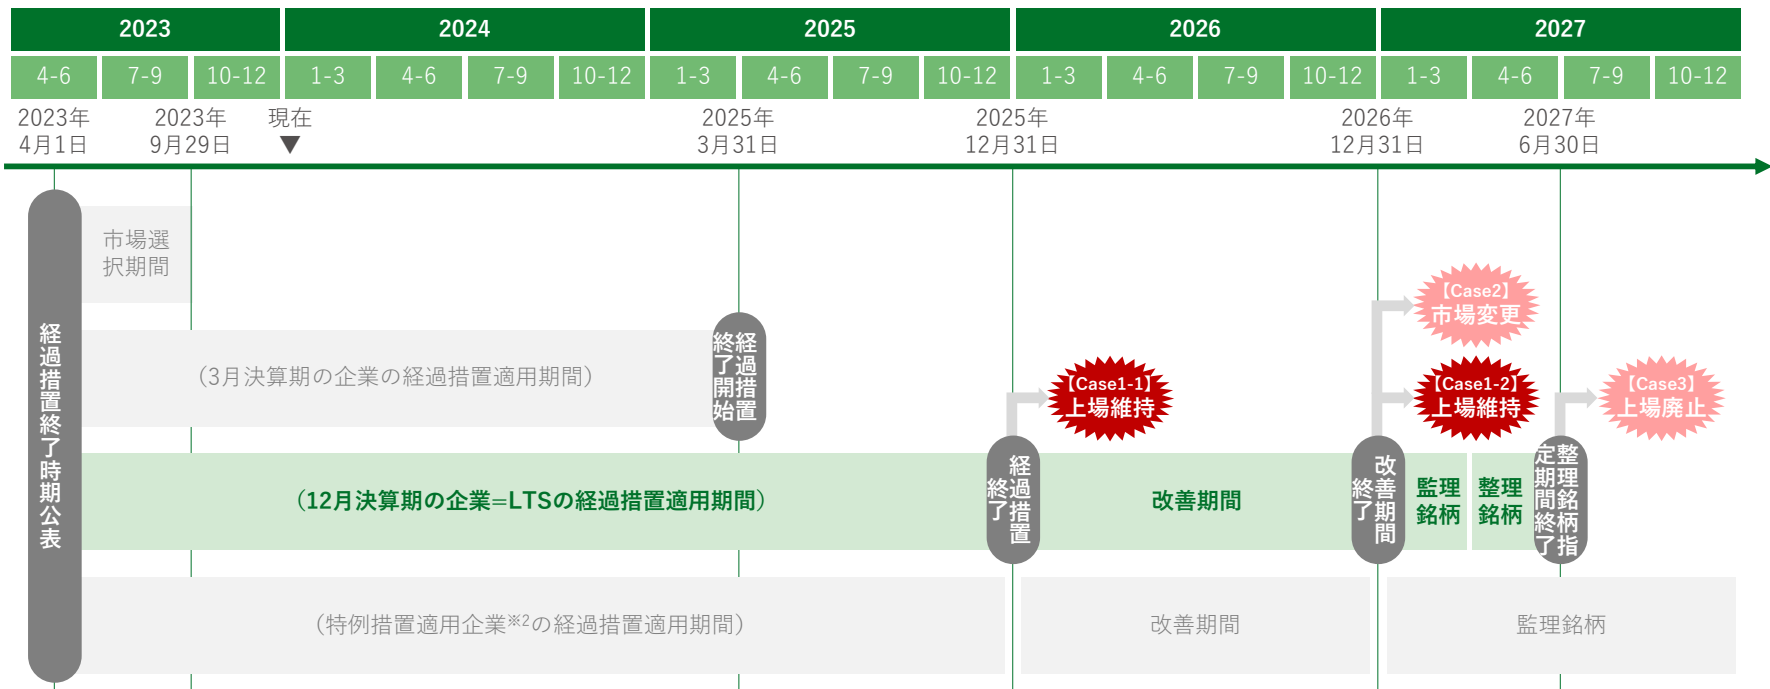 2023
2024
2025
2026
2027
4-6
7-9
10-12
1-3
4-6
7-9
10-12
1-3
4-6
7-9
10-12
1-3
4-6
7-9
10-12
1-3
4-6
7-9
10-12
2023年
4月1日
2023年
9月29日
現在
2025年
3月31日
2025年
12月31日
2026年
12月31日
2027年
6月30日
経過措置終了時期公表
市場選
択期間
（3月決算期の企業の経過措置適用期間）
経過措置
終了開始
【Case1-1】
上場維持
【Case2】
市場変更
【Case1-2】
上場維持
【Case3】
上場廃止
（12月決算期の企業=LTSの経過措置適用期間）
経過措置
終了
改善期間
改善期間
終了
監理
銘柄
整理
銘柄
整理銘柄指
定期間終了
（特例措置適用企業※2の経過措置適用期間）
改善期間
監理銘柄